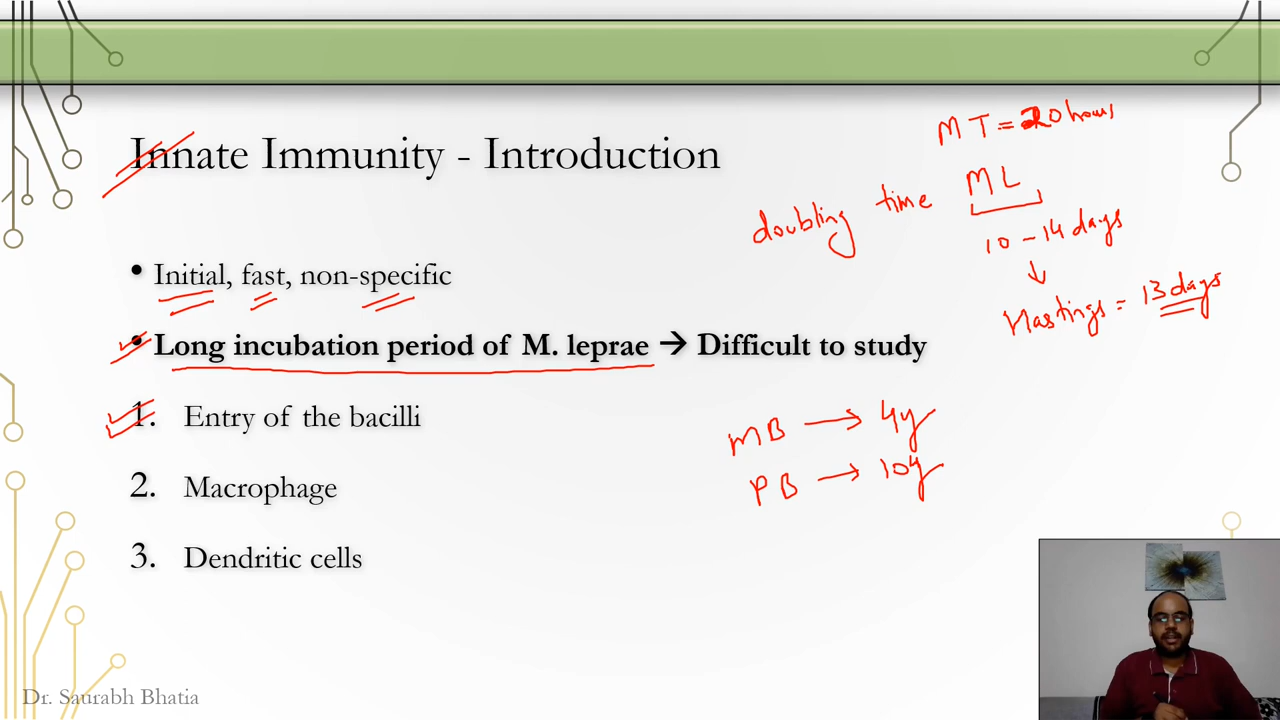 Innate Immunity - Introduction
MT = 20 hours
doubling time ML
10 - 14 days
↓
Hastings = 13 days
• Initial, fast, non-specific
• Long incubation period of M. leprae → Difficult to study
1. Entry of the bacilli
MB → 4y
PB → 10y
2. Macrophage
3. Dendritic cells
Dr. Saurabh Bhatia